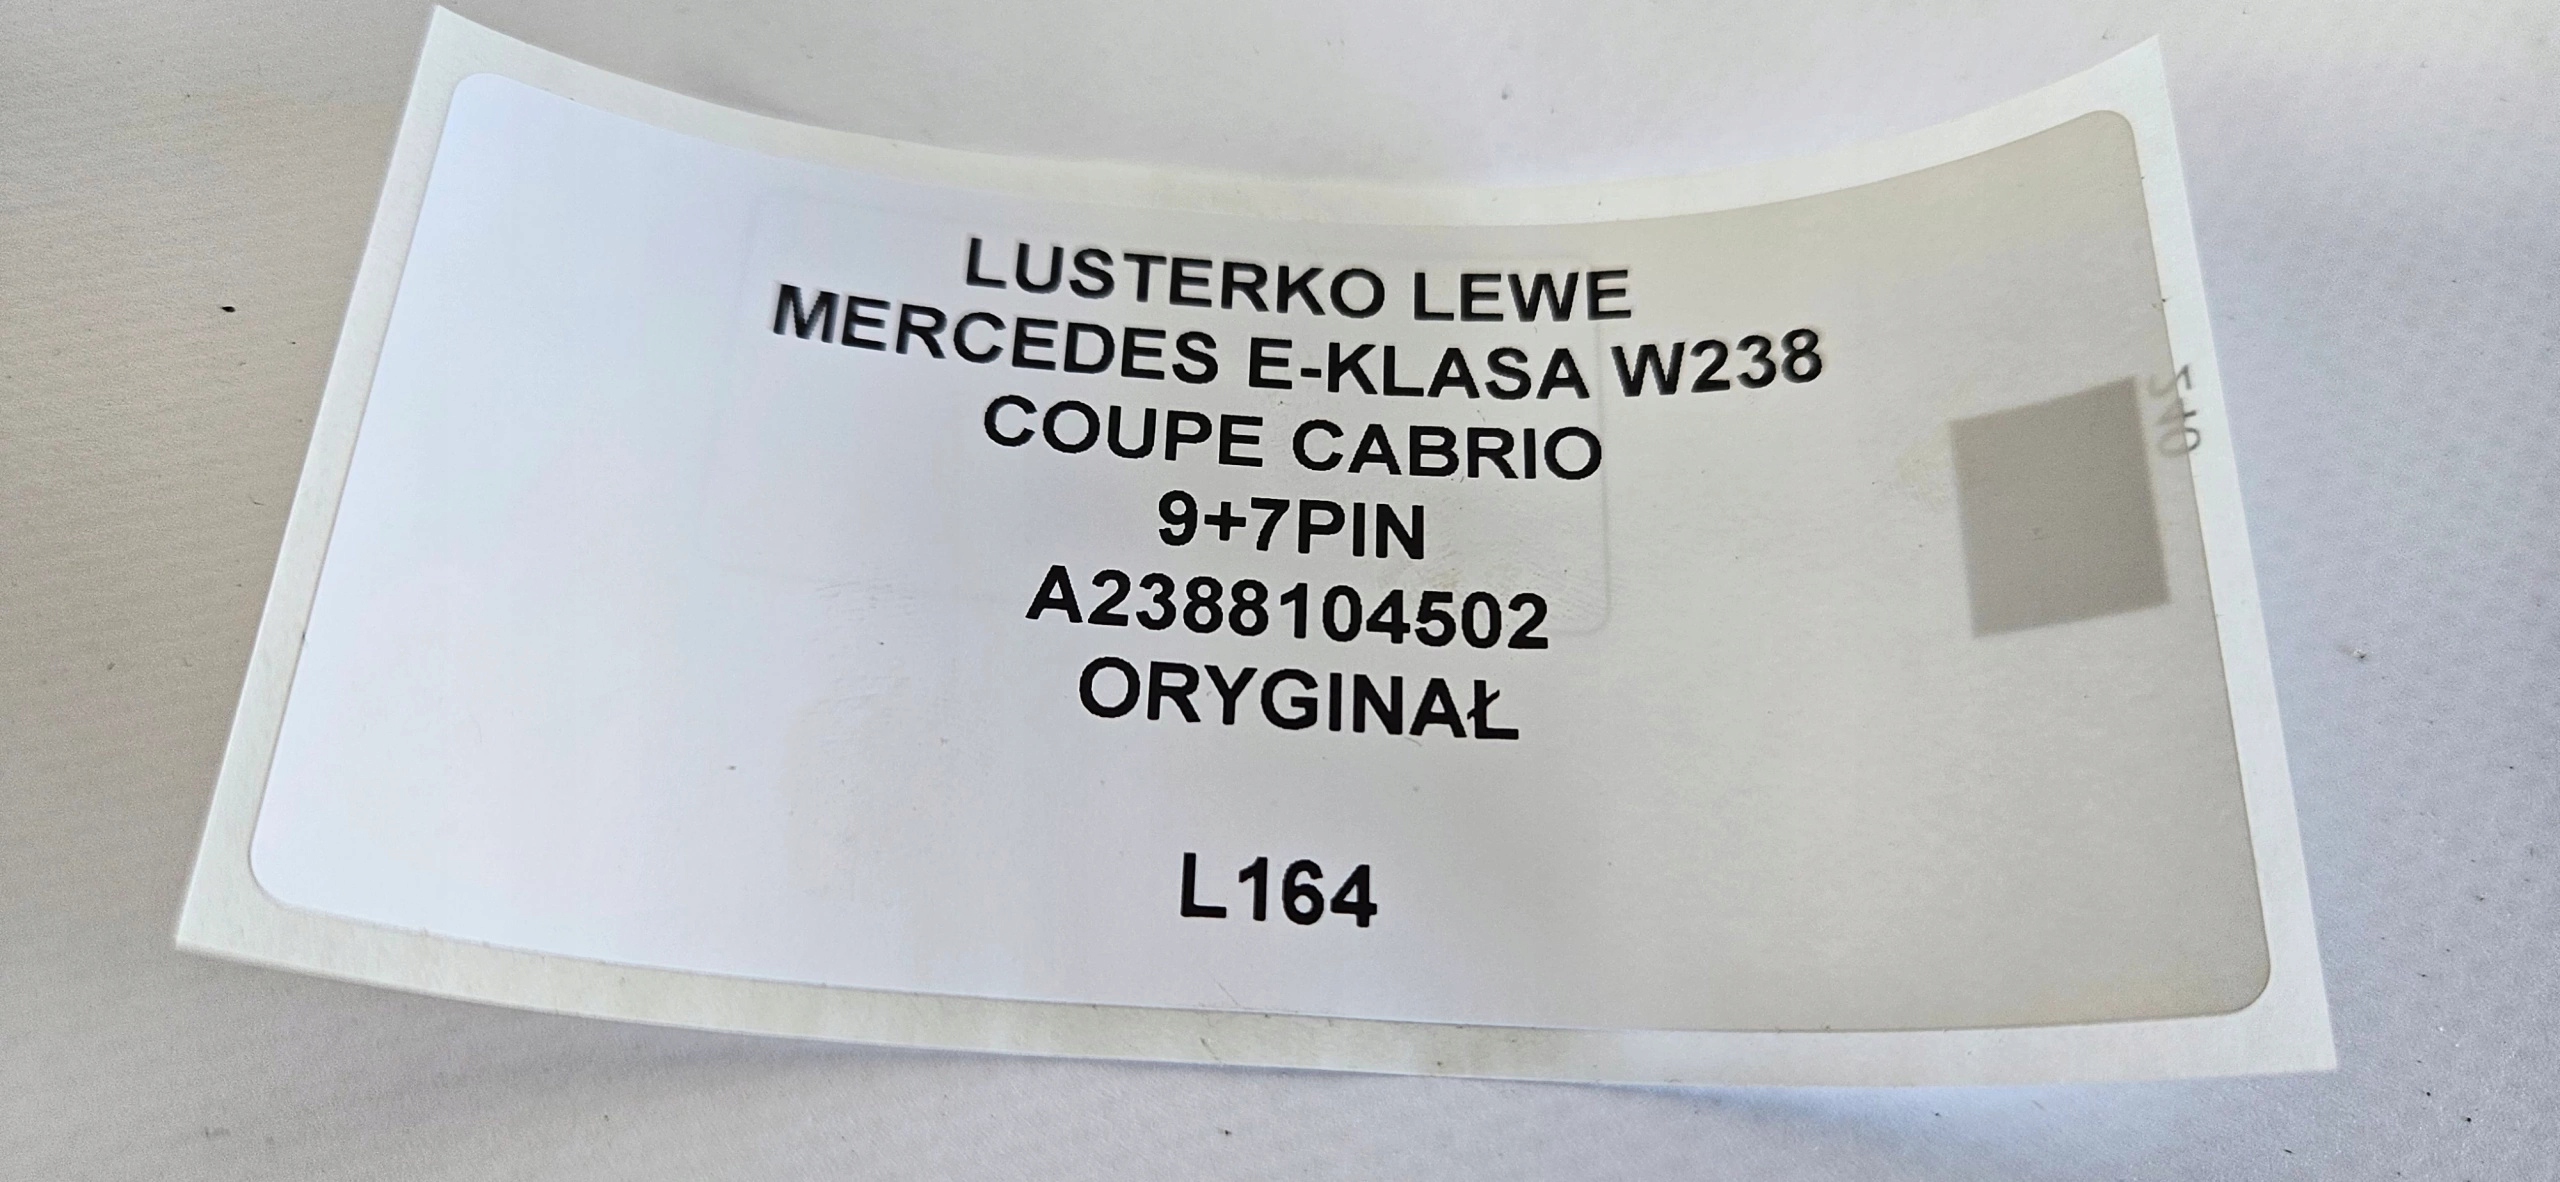 LUSTERKO LEWE
MERCEDES E-KLASA W238
COUPE CABRIO
9+7PIN
A2388104502
ORYGINAŁ
L164